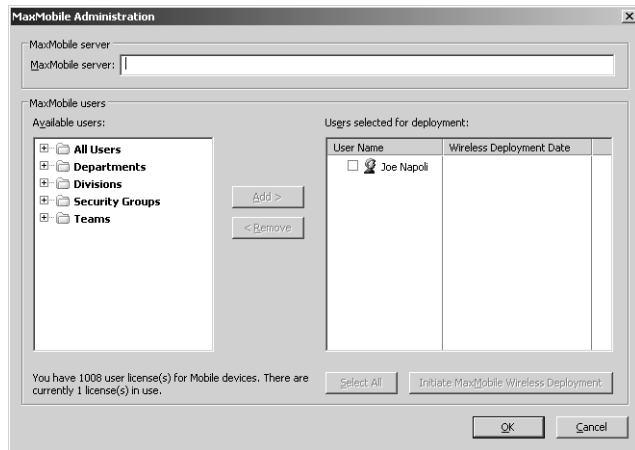 MaxMobile Administration
MaxMobile server
MaxMobile server:
MaxMobile users
Available users:
Users selected for deployment:
All Users
Departments
Divisions
Security Groups
Teams
Add >
< Remove
User Name Wireless Deployment Date
Joe Napoli
You have 1008 user license(s) for Mobile devices. There are
currently 1 license(s) in use.
Select All
Initiate MaxMobile Wireless Deployment
OK
Cancel